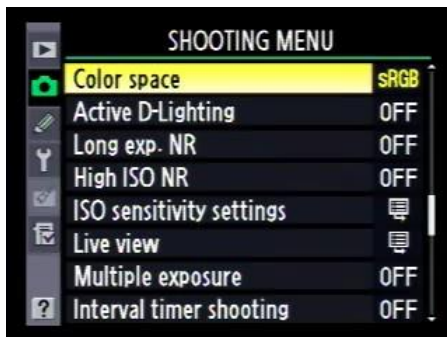 SHOOTING MENU
Color space sRGB
Active D-Lighting OFF
Long exp. NR OFF
High ISO NR OFF
ISO sensitivity settings
Live view
Multiple exposure OFF
Interval timer shooting OFF
?